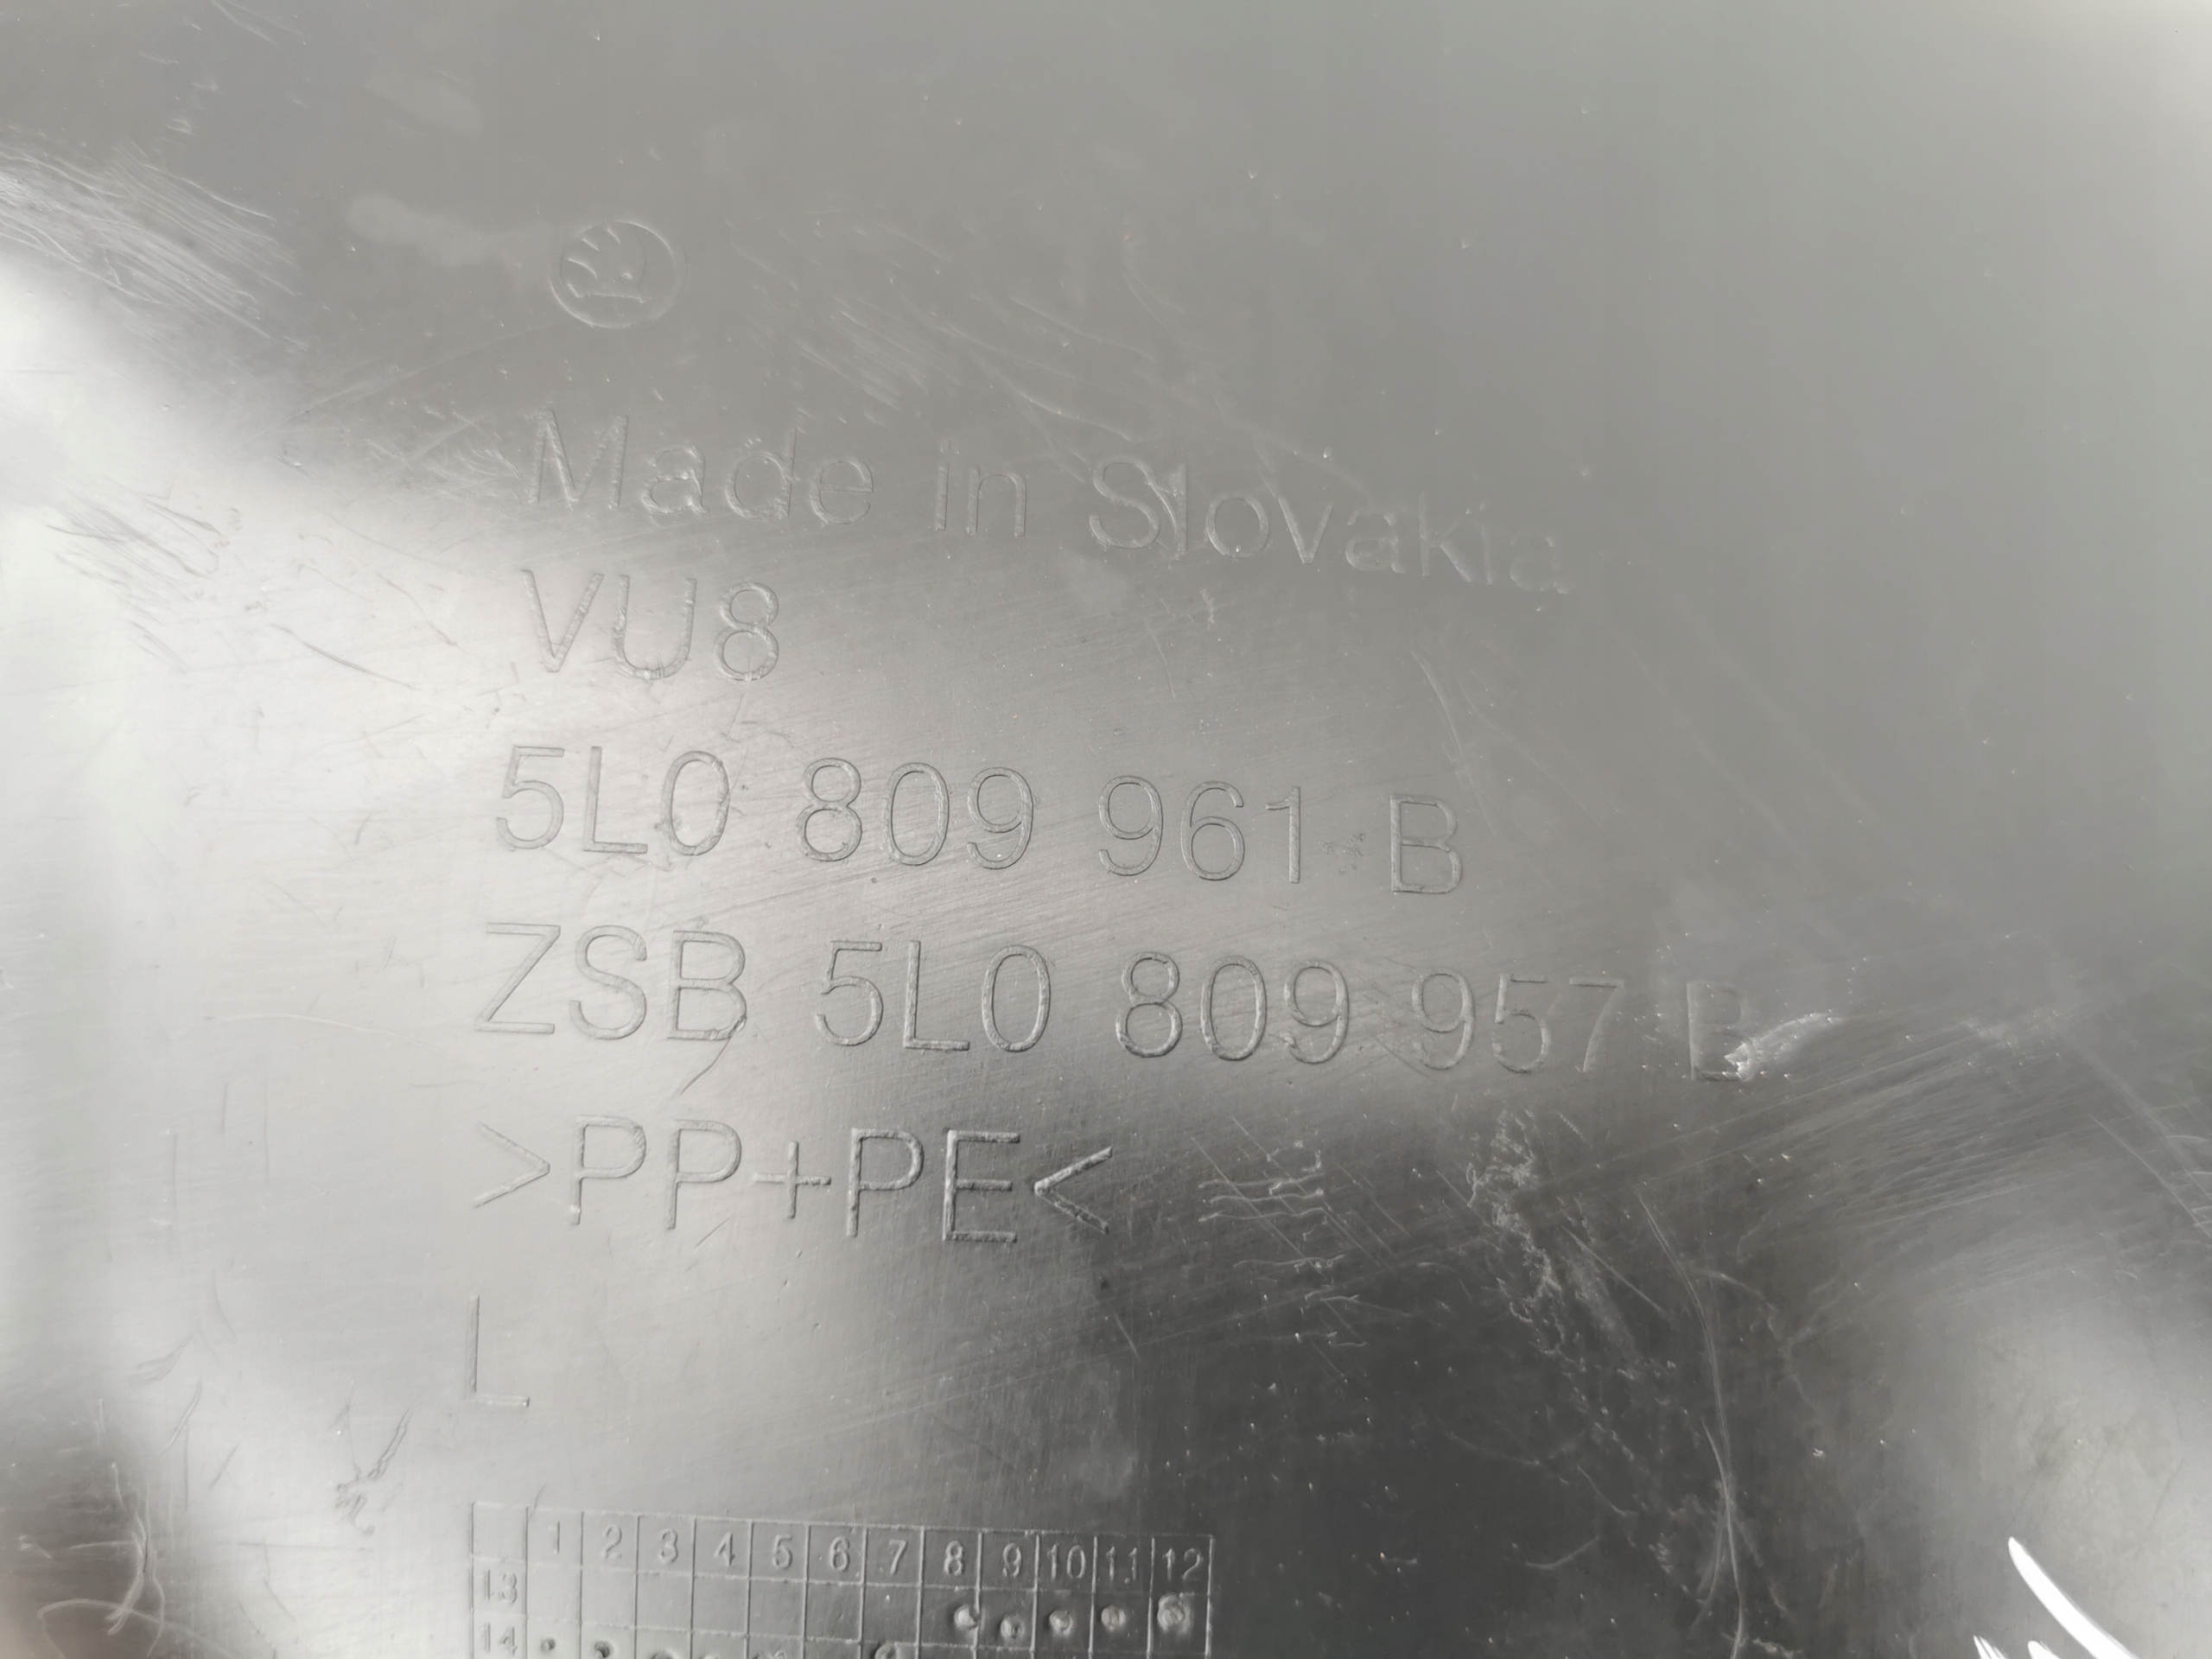 Made in Slovakia
VU8
5L0 809 961 B
ZSB 5L0 809 957 B
>PP+PE<
L
1 2 3 4 5 6 7 8 9 10 11 12
13
14